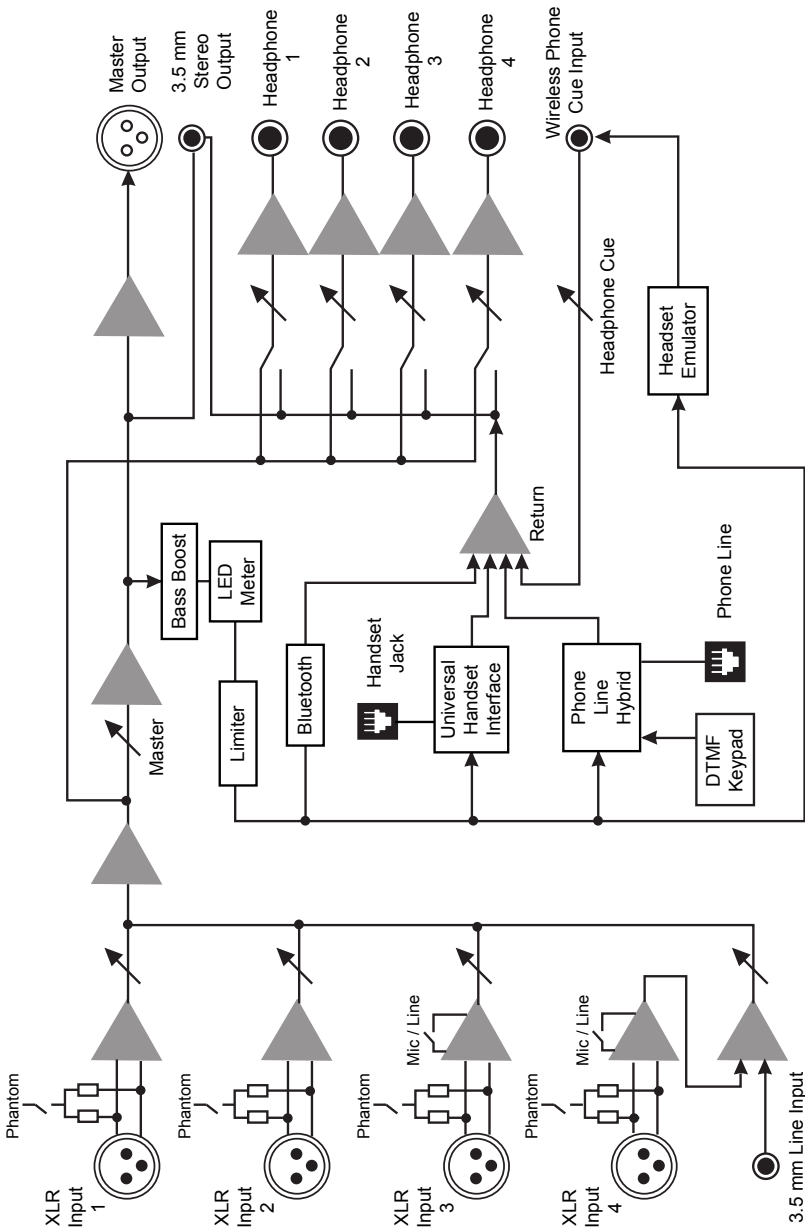 Phantom
XLR
Input
1
Phantom
XLR
Input
2
Phantom
Mic / Line
XLR
Input
3
Phantom
Mic / Line
XLR
Input
4
3.5 mm Line Input
Master
Bass Boost
LED
Meter
Limiter
Bluetooth
Handset
Jack
Universal
Handset
Interface
Phone
Line
Hybrid
DTMF
Keypad
Phone Line
Return
Headset
Emulator
Headphone Cue
Master
Output
3.5 mm
Stereo
Output
Headphone
1
Headphone
2
Headphone
3
Headphone
4
Wireless Phone
Cue Input